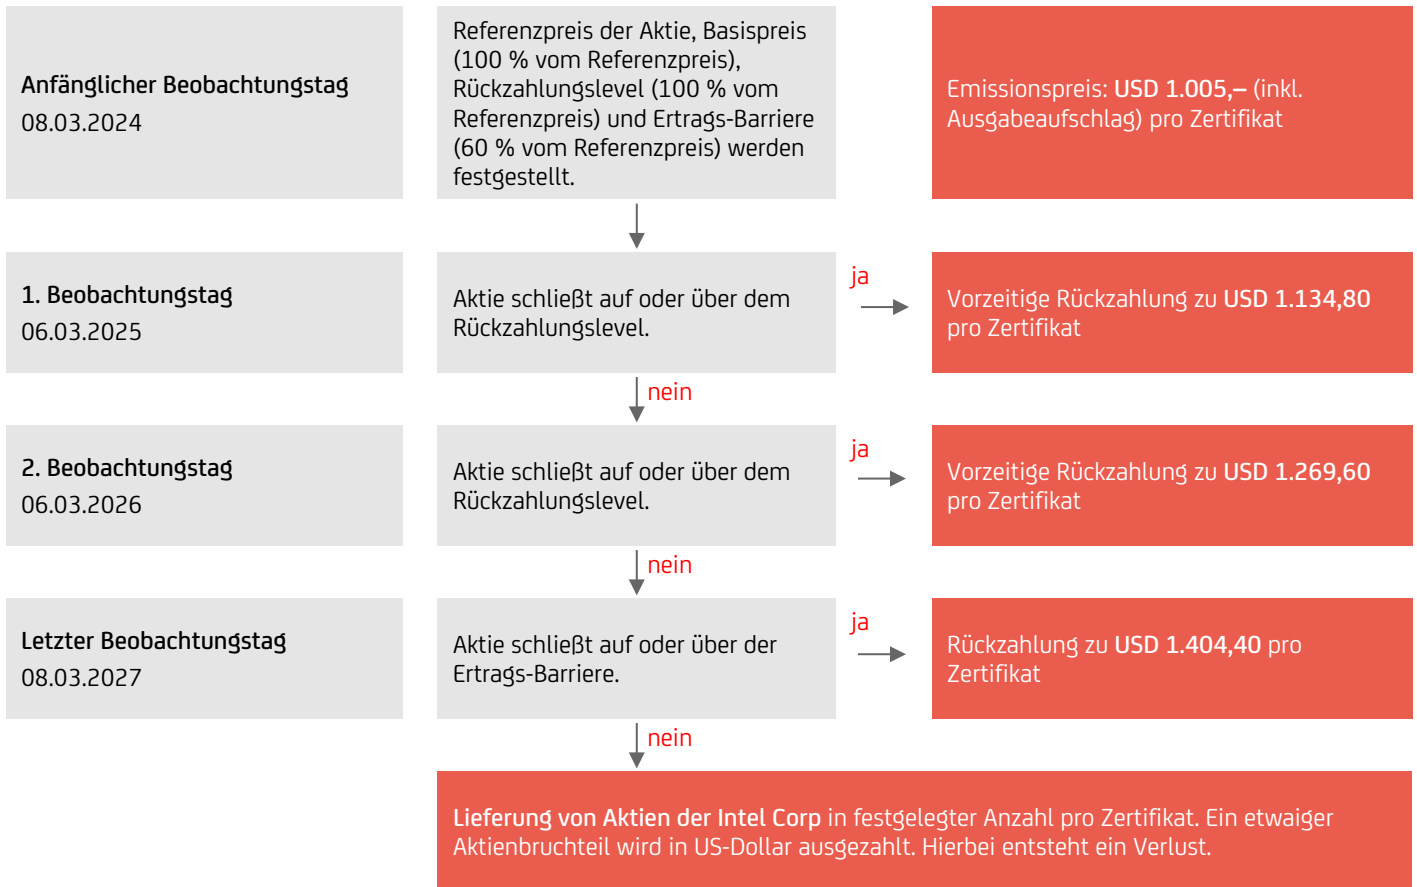 Anfänglicher Beobachtungstag
08.03.2024
Referenzpreis der Aktie, Basispreis
(100 % vom Referenzpreis),
Rückzahlungslevel (100 % vom
Referenzpreis) und Ertrags-Barriere
(60 % vom Referenzpreis) werden
festgestellt.
Emissionspreis: USD 1.005,– (inkl.
Ausgabeaufschlag) pro Zertifikat
1. Beobachtungstag
06.03.2025
Aktie schließt auf oder über dem
Rückzahlungslevel.
ja
Vorzeitige Rückzahlung zu USD 1.134,80
pro Zertifikat
nein
2. Beobachtungstag
06.03.2026
Aktie schließt auf oder über dem
Rückzahlungslevel.
ja
Vorzeitige Rückzahlung zu USD 1.269,60
pro Zertifikat
nein
Letzter Beobachtungstag
08.03.2027
Aktie schließt auf oder über der
Ertrags-Barriere.
ja
Rückzahlung zu USD 1.404,40 pro
Zertifikat
nein
Lieferung von Aktien der Intel Corp in festgelegter Anzahl pro Zertifikat. Ein etwaiger
Aktienbruchteil wird in US-Dollar ausgezahlt. Hierbei entsteht ein Verlust.